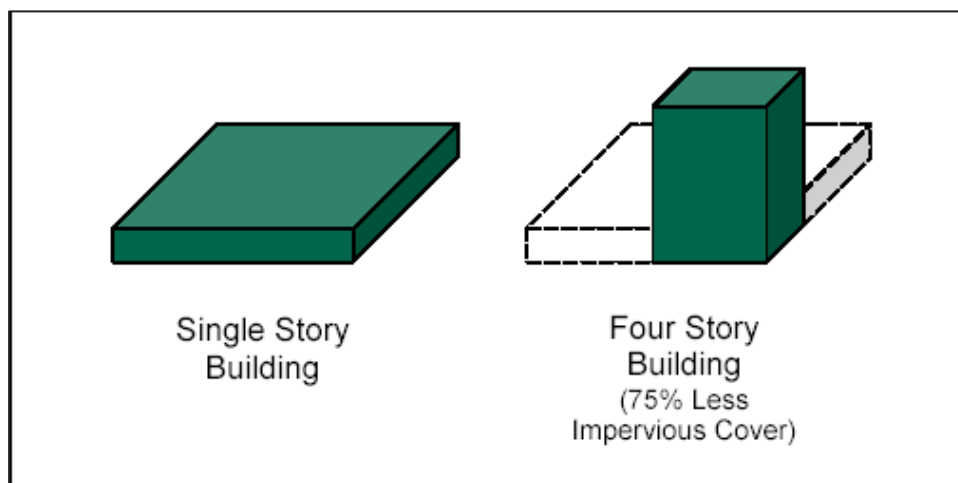 Single Story
Building
Four Story
Building
(75% Less
Impervious Cover)